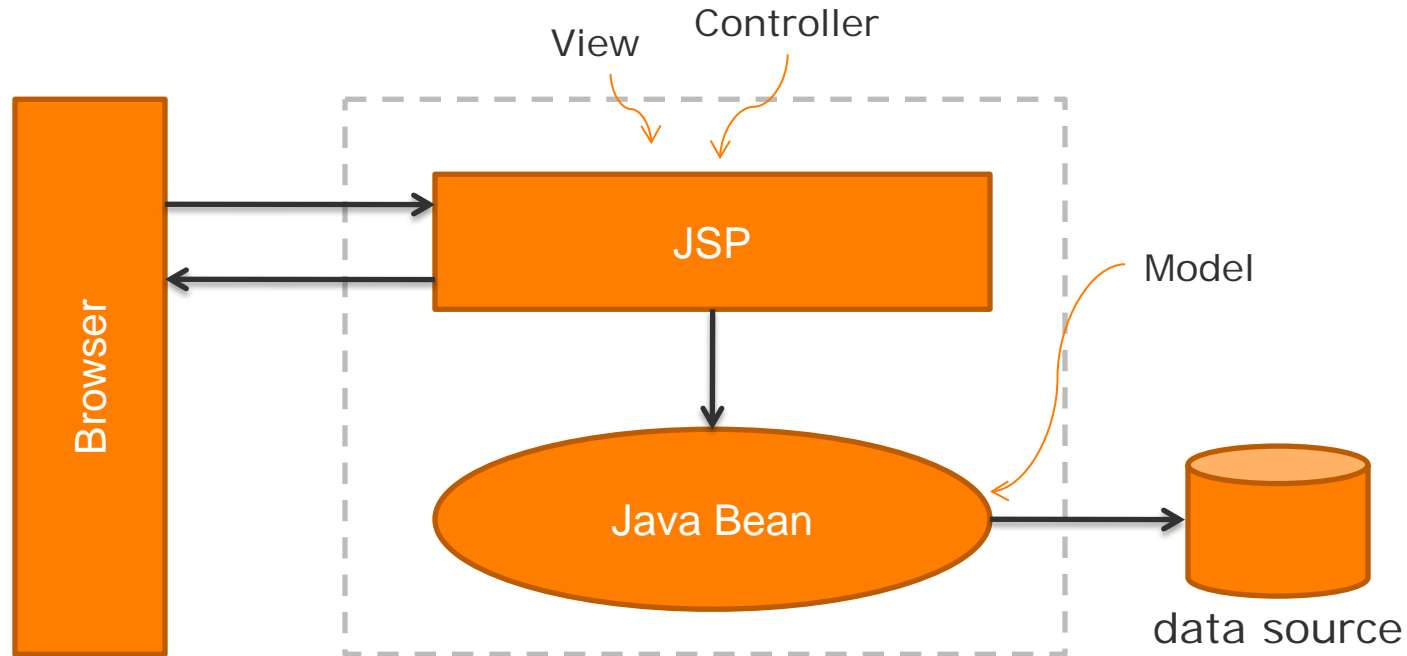 Controller
View
JSP
Model
Browser
Java Bean
data source